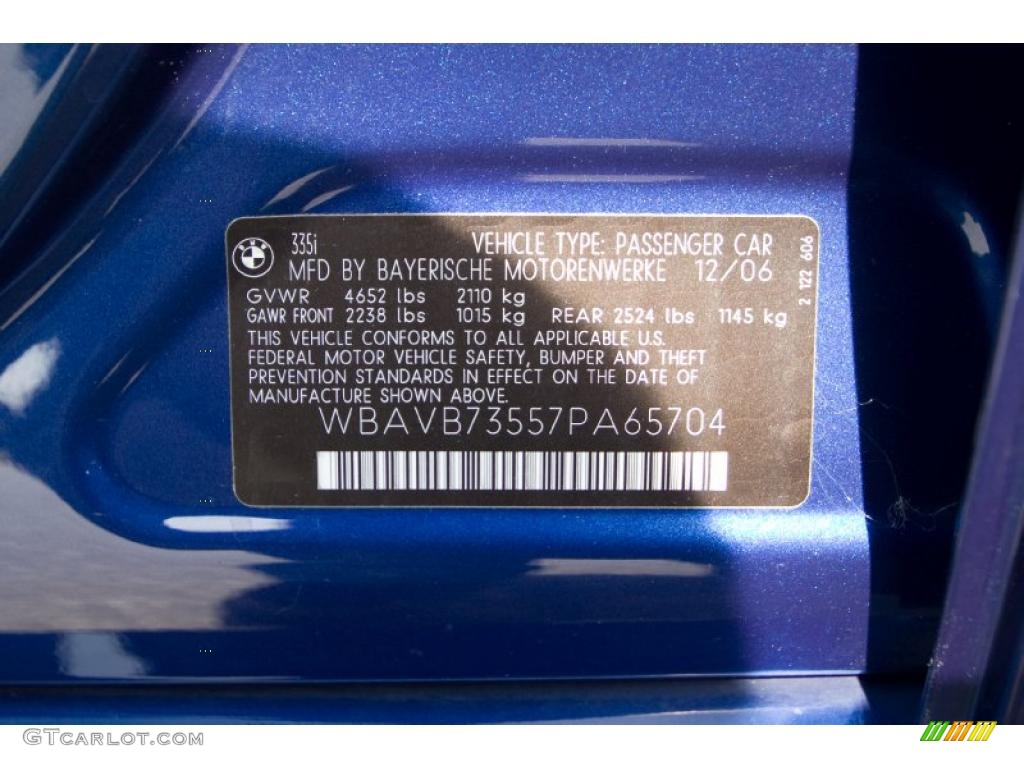 335i VEHICLE TYPE: PASSENGER CAR
MFD BY BAYERISCHE MOTORENWERKE 12/06
GVWR 4652 lbs 2110 kg
GAWR FRONT 2238 lbs 1015 kg REAR 2524 lbs 1145 kg
THIS VEHICLE CONFORMS TO ALL APPLICABLE U.S.
FEDERAL MOTOR VEHICLE SAFETY, BUMPER AND THEFT
PREVENTION STANDARDS IN EFFECT ON THE DATE OF
MANUFACTURE SHOWN ABOVE.
WBAVB73557PA65704
2 122 606
GTCARLOT.COM